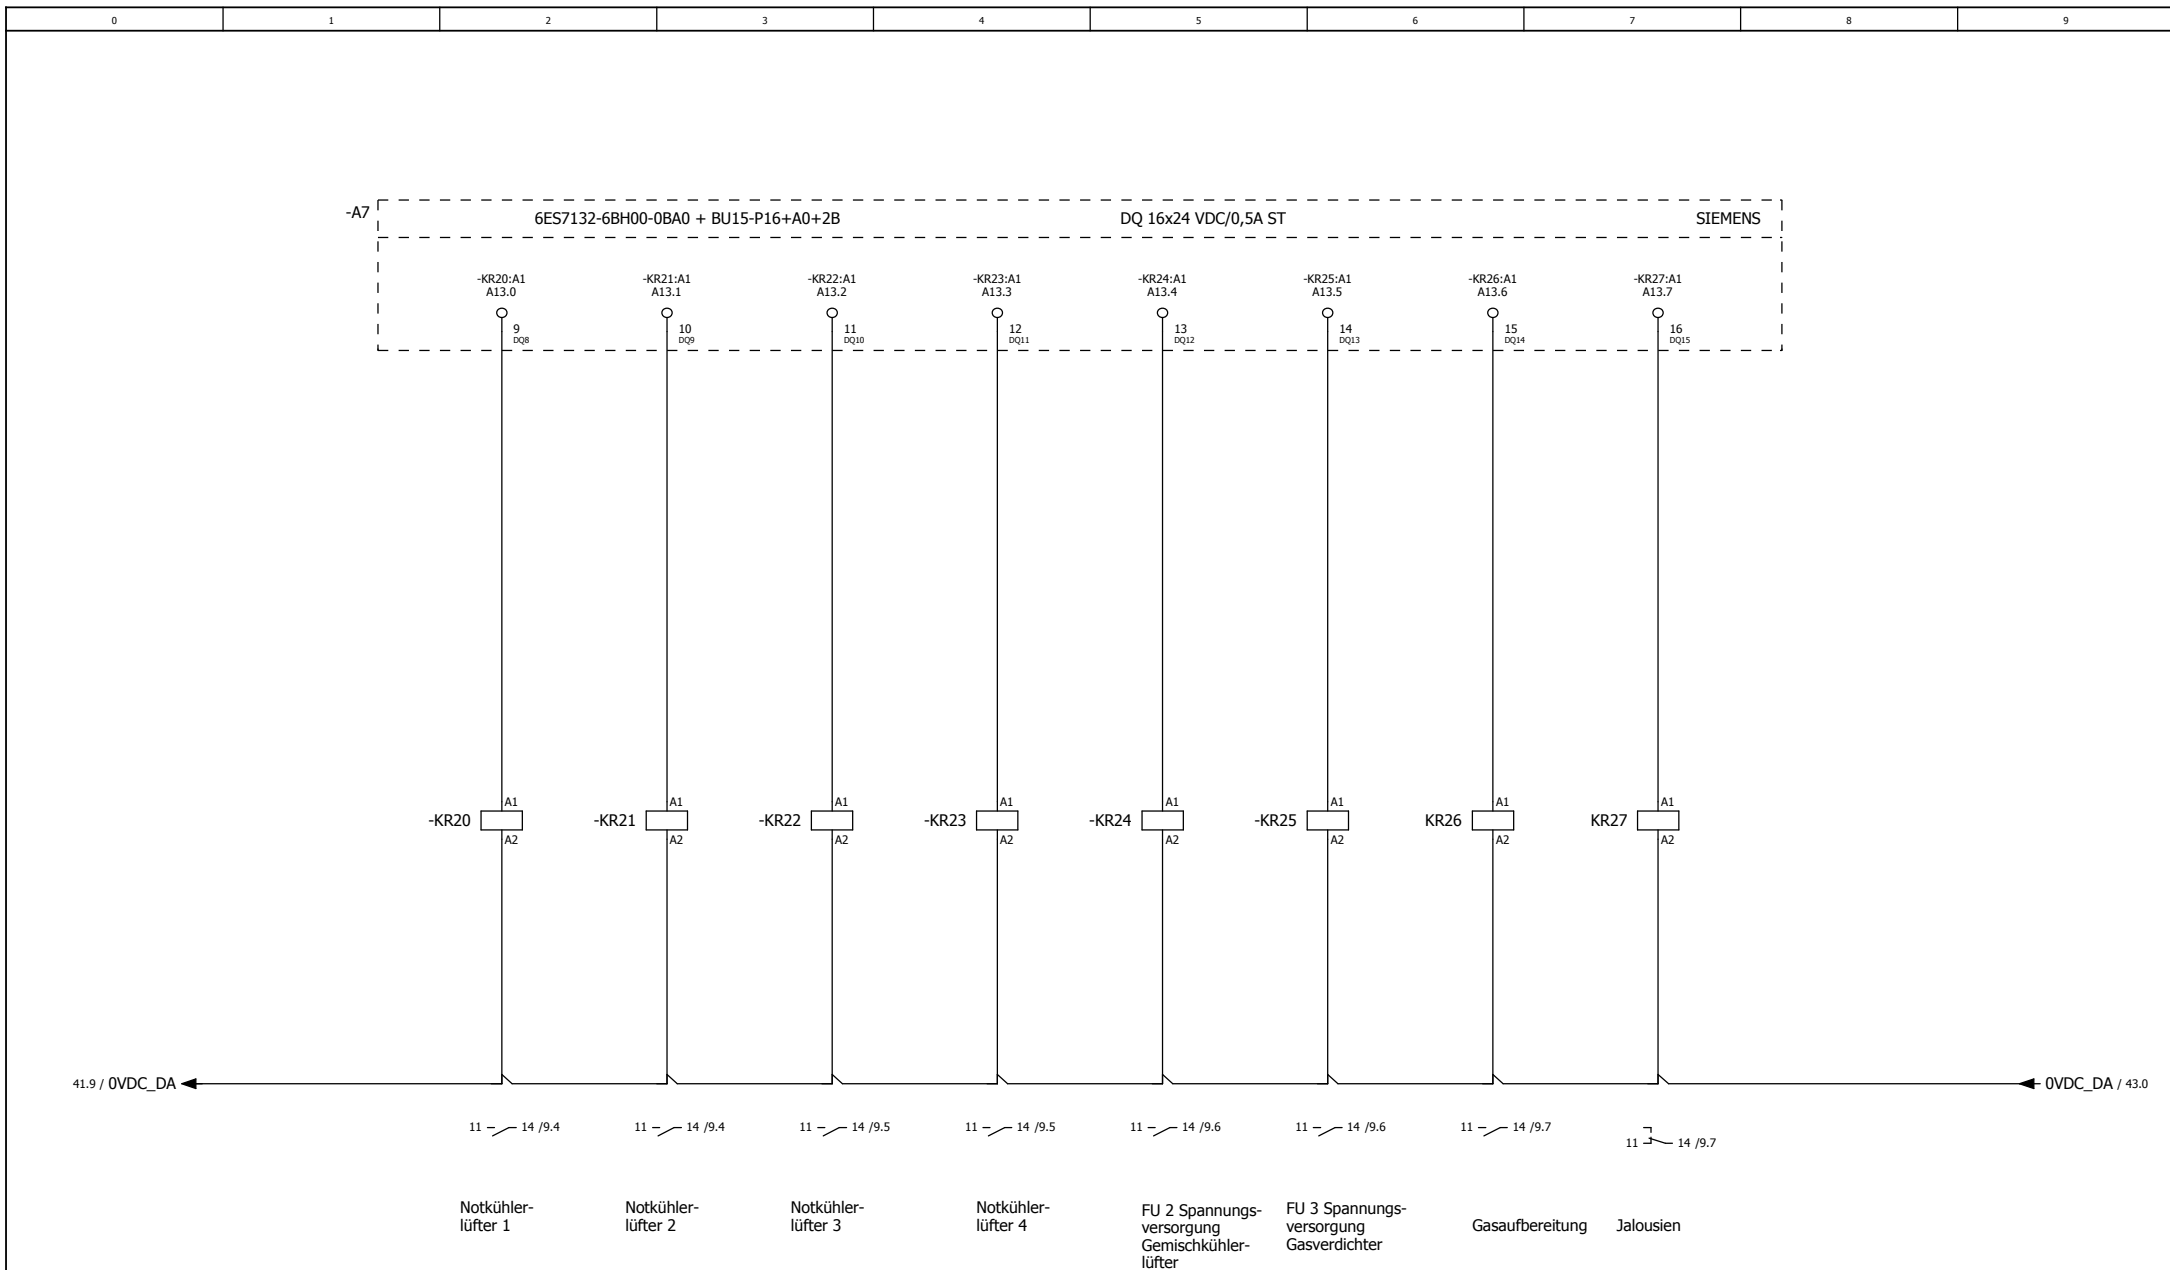 0 1 2 3 4 5 6 7 8 9
-A7 6ES7132-6BH00-0BA0 + BU15-P16+A0+2B DQ 16x24 VDC/0,5A ST SIEMENS
-KR20:A1 -KR21:A1 -KR22:A1 -KR23:A1 -KR24:A1 -KR25:A1 -KR26:A1 -KR27:A1
A13.0 A13.1 A13.2 A13.3 A13.4 A13.5 A13.6 A13.7
9 10 11 12 13 14 15 16
DQ8 DQ9 DQ10 DQ11 DQ12 DQ13 DQ14 DQ15
A1 A1 A1 A1 A1 A1 A1 A1
-KR20 -KR21 -KR22 -KR23 -KR24 -KR25 KR26 KR27
A2 A2 A2 A2 A2 A2 A2 A2
41.9 / 0VDC_DA 0VDC_DA / 43.0
11 14 /9.4 11 14 /9.4 11 14 /9.5 11 14 /9.5 11 14 /9.6 11 14 /9.6 11 14 /9.7 11 14 /9.7
Notkühler-
lüfter 1
Notkühler-
lüfter 2
Notkühler-
lüfter 3
Notkühler-
lüfter 4
FU 2 Spannungs-
versorgung
Gemischkühler-
lüfter
FU 3 Spannungs-
versorgung
Gasverdichter
Gasaufbereitung
Jalousien